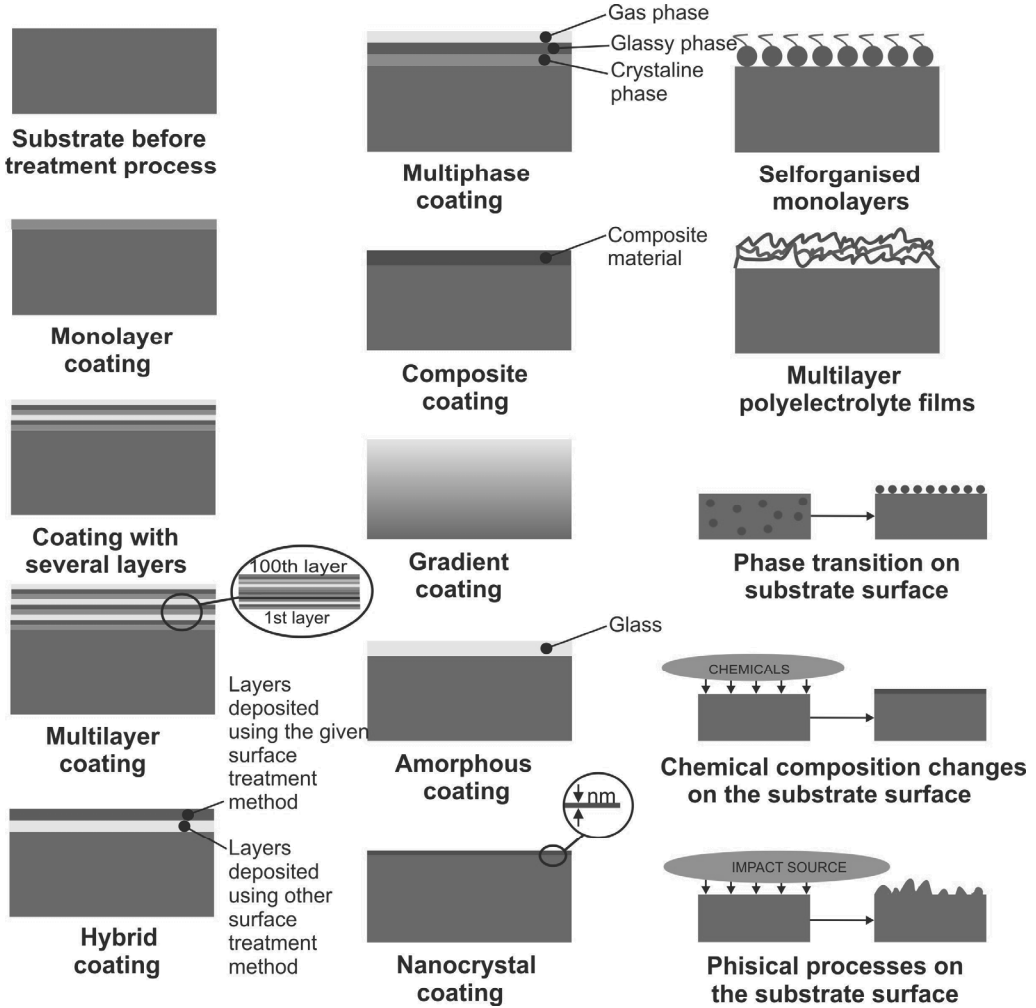 Substrate before
treatment process
Monolayer
coating
Coating with
several layers
100th layer
1st layer
Multilayer
coating
Layers
deposited
using the given
surface
treatment
method
Layers
deposited
using other
surface
treatment
method
Hybrid
coating
Gas phase
Glassy phase
Crystaline
phase
Multiphase
coating
Composite
material
Composite
coating
Gradient
coating
Glass
Amorphous
coating
nm
Nanocrystal
coating
Selforganised
monolayers
Multilayer
polyelectrolyte films
Phase transition on
substrate surface
CHEMICALS
Chemical composition changes
on the substrate surface
IMPACT SOURCE
Phisical processes on
the substrate surface